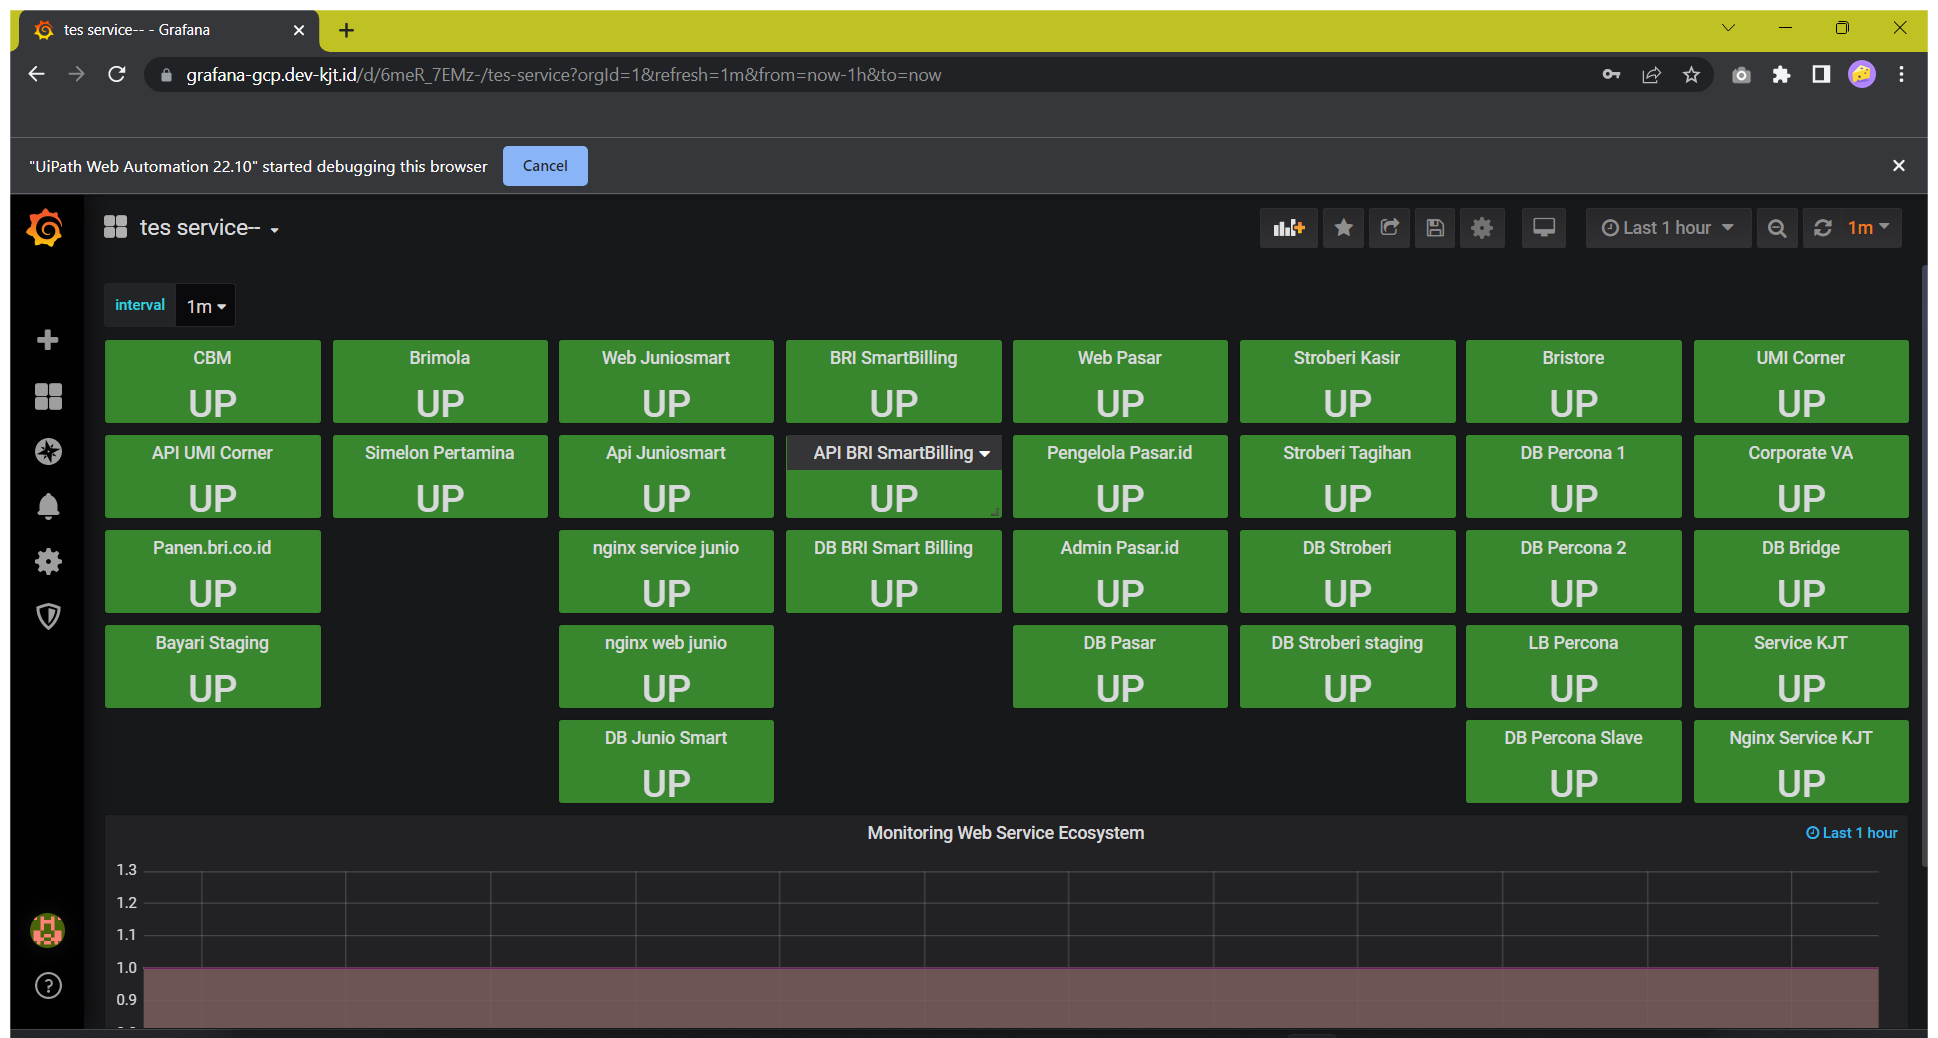 tes service-- - Grafana
grafana-gcp.dev-kjt.id/d/6meR_7EMz-/tes-service?orgId=1&refresh=1m&from=now-1h&to=now
"UiPath Web Automation 22.10" started debugging this browser
Cancel
tes service--
Last 1 hour
1m
interval
1m
CBM
UP
Brimola
UP
Web Juniosmart
UP
BRI SmartBilling
UP
Web Pasar
UP
Stroberi Kasir
UP
Bristore
UP
UMI Corner
UP
API UMI Corner
UP
Simelon Pertamina
UP
Api Juniosmart
UP
API BRI SmartBilling
UP
Pengelola Pasar.id
UP
Stroberi Tagihan
UP
DB Percona 1
UP
Corporate VA
UP
Panen.bri.co.id
UP
nginx service junio
UP
DB BRI Smart Billing
UP
Admin Pasar.id
UP
DB Stroberi
UP
DB Percona 2
UP
DB Bridge
UP
Bayari Staging
UP
nginx web junio
UP
DB Pasar
UP
DB Stroberi staging
UP
LB Percona
UP
Service KJT
UP
DB Junio Smart
UP
DB Percona Slave
UP
Nginx Service KJT
UP
Monitoring Web Service Ecosystem
Last 1 hour
1.3
1.2
1.1
1.0
0.9